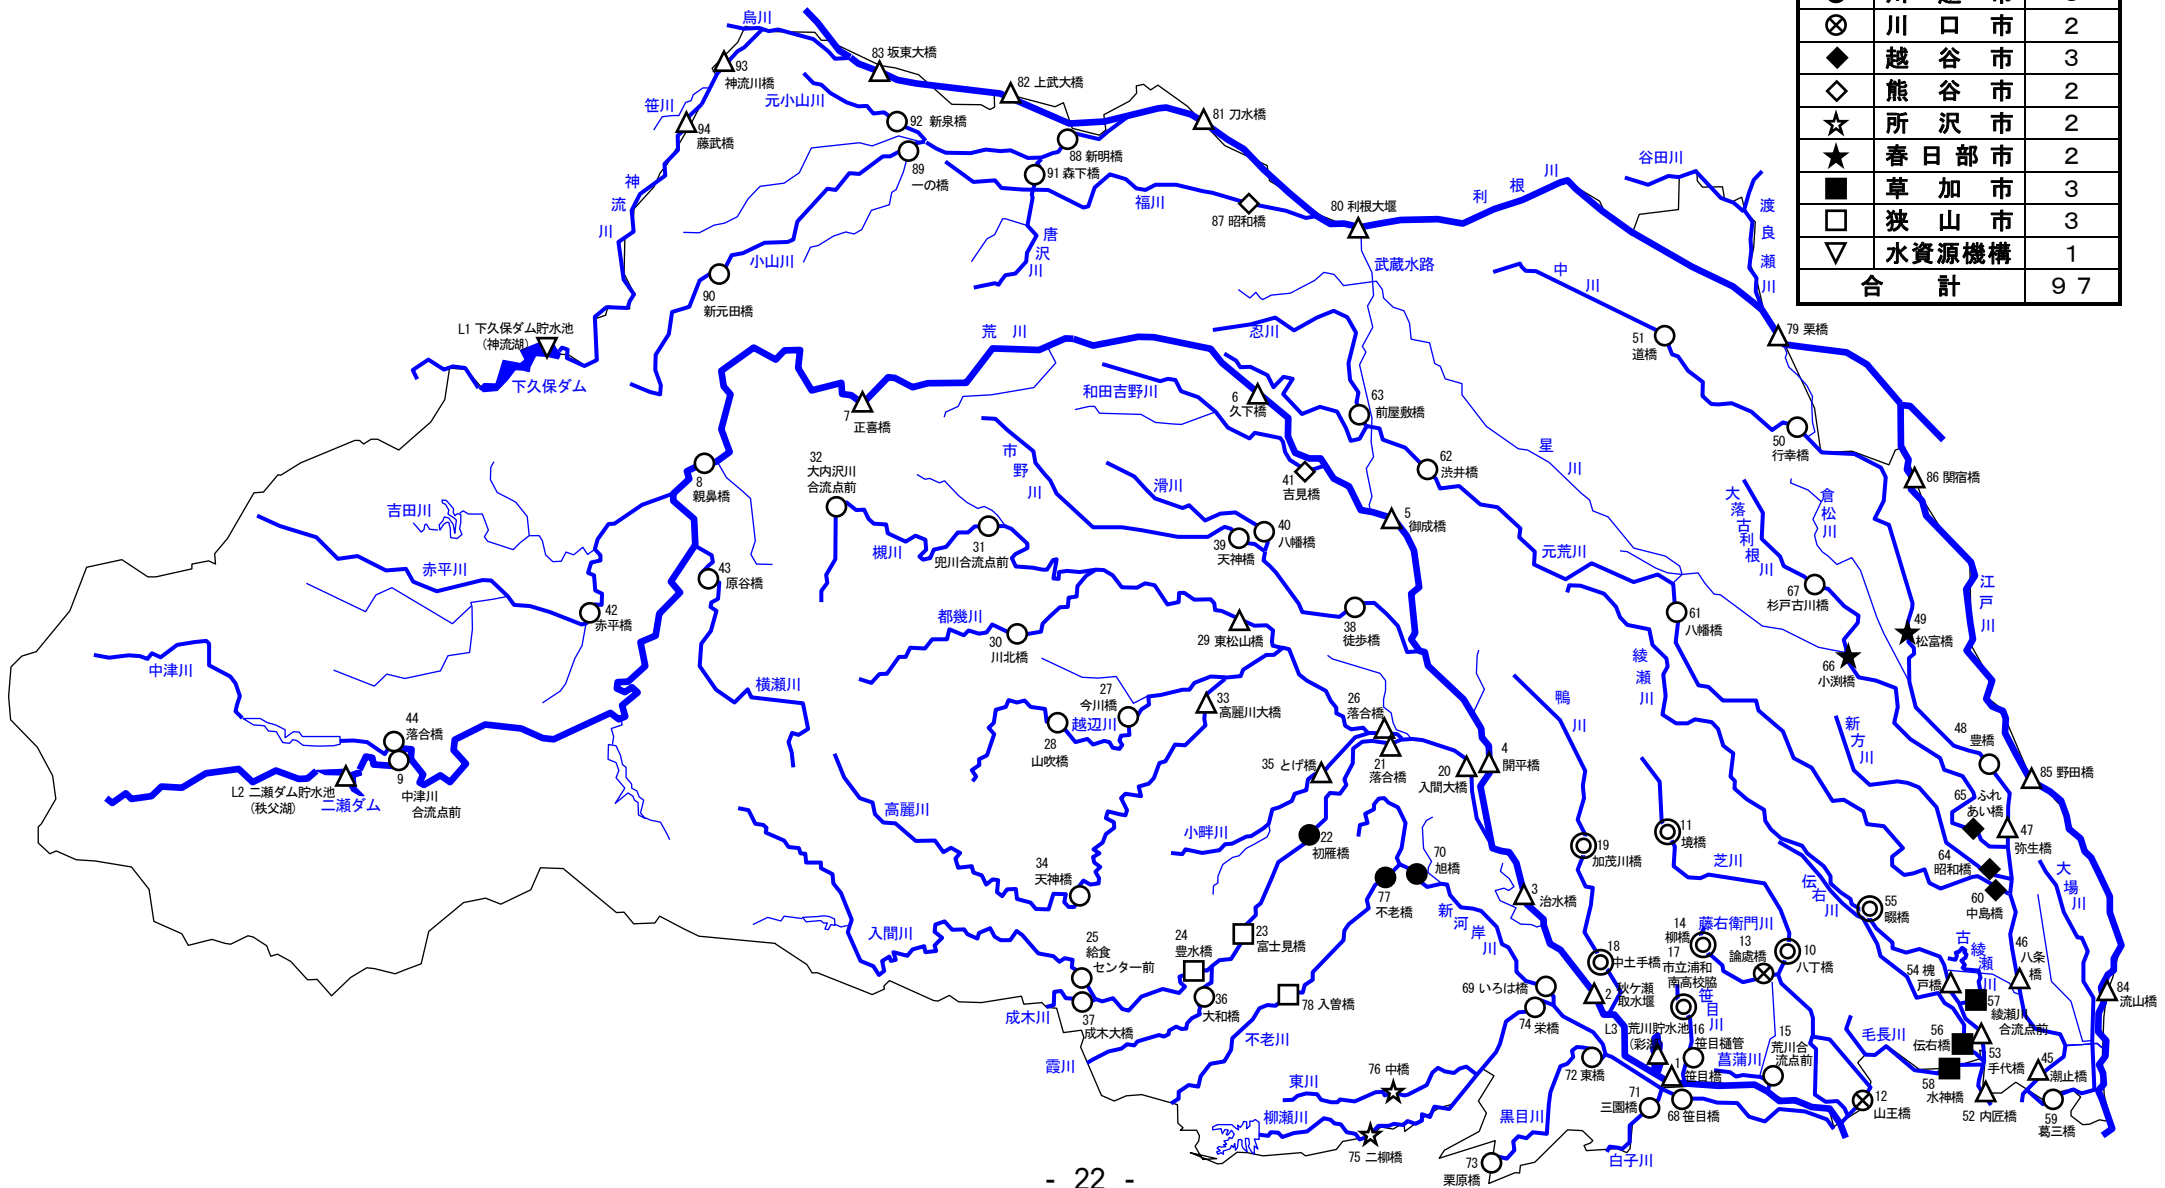 川 口 市 2
越 谷 市 3
熊 谷 市 2
所 沢 市 2
春 日 部 市 2
草 加 市 3
狭 山 市 3
水資源機構 1
合 計 97
烏川
93
神流川橋
83 坂東大橋
82 上武大橋
81 刀水橋
笹川
94
藤武橋
元小山川
92 新泉橋
88 新明橋
89
一の橋
91 森下橋
福川
87 昭和橋
80 利根大堰
利 根 川
谷田川
渡良瀬川
神流川
唐沢川
小山川
90
新元田橋
武蔵水路
中 川
51
道橋
79 栗橋
L1 下久保ダム貯水池
(神流湖)
下久保ダム
荒 川
忍川
和田吉野川
6
久下橋
63
前屋敷橋
7
正喜橋
50
行幸橋
市野川
星 川
32
大内沢川
合流点前
8
親鼻橋
62
渋井橋
41
吉見橋
滑川
86 関宿橋
大落古利根川
倉松川
吉田川
5
御成橋
40
八幡橋
39
天神橋
槻川
31
兜川合流点前
元荒川
赤平川
43
原谷橋
江戸川
67
杉戸古川橋
42
赤平橋
都幾川
30
川北橋
29 東松山橋
38
徒歩橋
61
八幡橋
49
松富橋
66
小渕橋
中津川
横瀬川
綾瀬川
鴨川
27
今川橋
越辺川
28
山吹橋
33
高麗川大橋
26
落合橋
21
落合橋
新方川
48
豊橋
44
落合橋
9
中津川
合流点前
L2 二瀬ダム貯水池
(秩父湖)
二瀬ダム
35 とげ橋
20
入間大橋
4
開平橋
85 野田橋
65 ふれ
あい橋
高麗川
小畔川
22
初雁橋
70
旭橋
19
加茂川橋
11
境橋
47
弥生橋
芝川
64
昭和橋
大場川
34
天神橋
77
不老橋
3
治水橋
伝右川
55
畷橋
60
中島橋
新河岸川
入間川
25
給食
センター前
24
豊水橋
23
富士見橋
14
柳橋
藤右衛門川
13
論處橋
10
八丁橋
18
中土手橋
17
市立浦和
南高校脇
古綾瀬川
54 槐
戸橋
46
八条
橋
84
流山橋
37
成木大橋
成木川
36
大和橋
78 入曽橋
69 いろは橋
74 栄橋
2
秋ケ瀬
取水堰
笹目川
57
綾瀬川
合流点前
L3 荒川貯水池
(彩湖)
16
笹目樋管
15
荒川合
流点前
菖蒲川
毛長川
56
伝右橋
53
手代橋
45
潮止橋
霞川
不老川
東川
76 中橋
72 東橋
1
笹目橋
58
水神橋
柳瀬川
75 二柳橋
黒目川
71
三園橋
68 笹目橋
12
山王橋
52 内匠橋
59
葛三橋
73
栗原橋
白子川
- 22 -